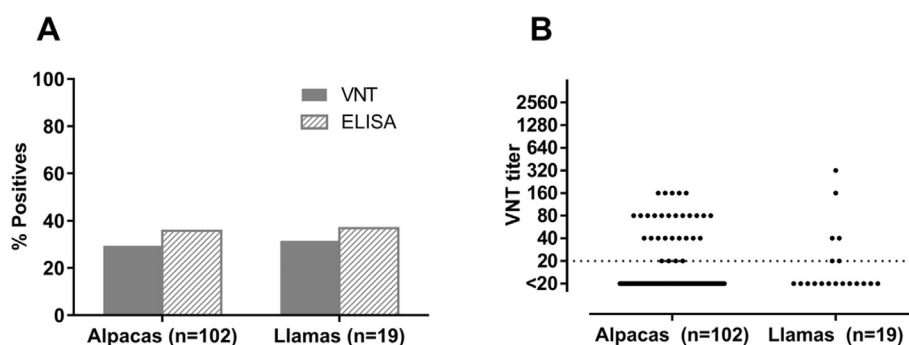 A
% Positives
100
80
60
40
20
0
VNT
ELISA
Alpacas (n=102)
Llamas (n=19)
B
VNT titer
2560
1280
640
320
160
80
40
20
<20
Alpacas (n=102)
Llamas (n=19)